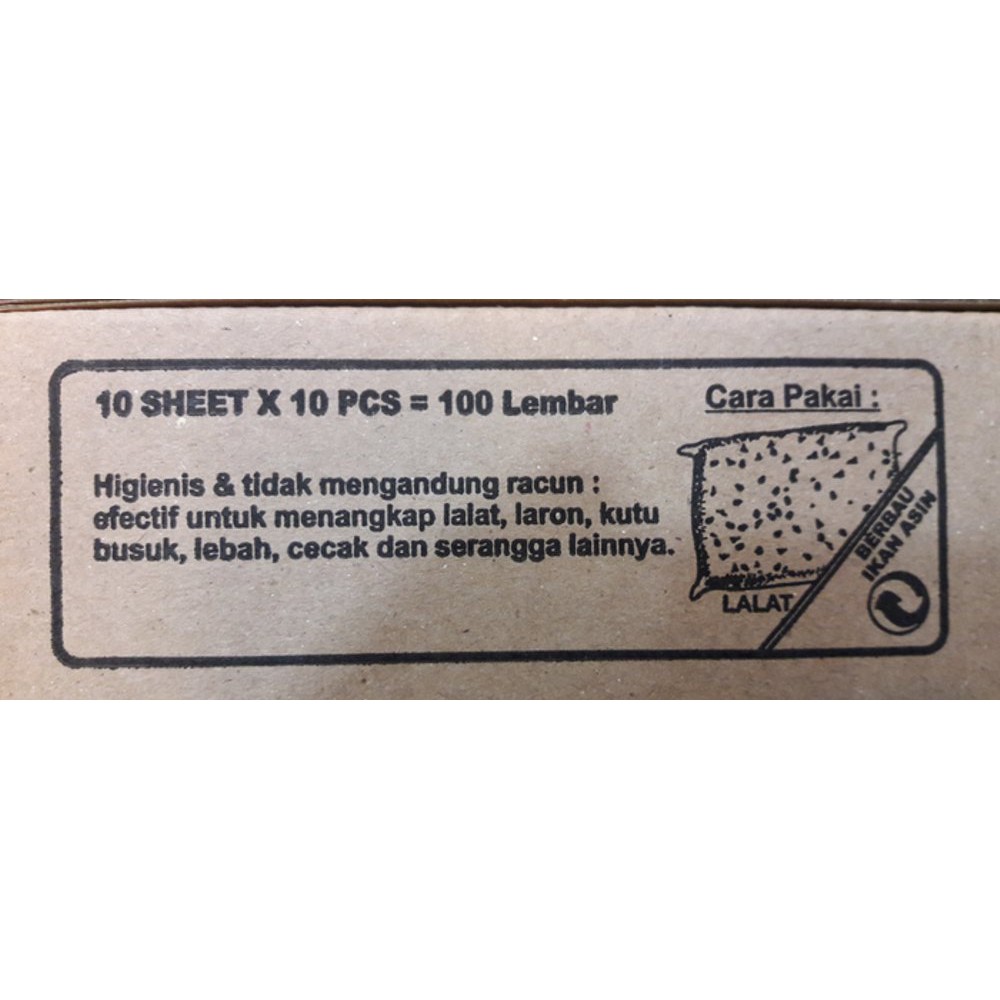 10 SHEET X 10 PCS = 100 Lembar
Higienis & tidak mengandung racun :
efectif untuk menangkap lalat, laron, kutu
busuk, lebah, cecak dan serangga lainnya.
Cara Pakai :
LALAT
BERBAU
IKAN ASIN